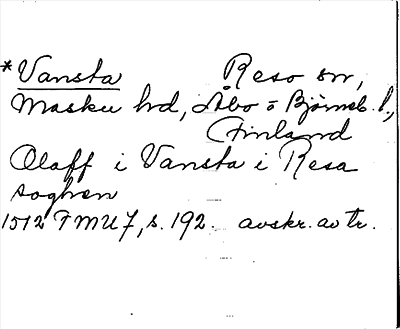 *Vansta Reso sn,
Masku hd, Åbo o Björneb. l.,
Finland
Olaff i Vansta i Resa
soghen
1512 FMU 7, s. 192. avskr. av tr.